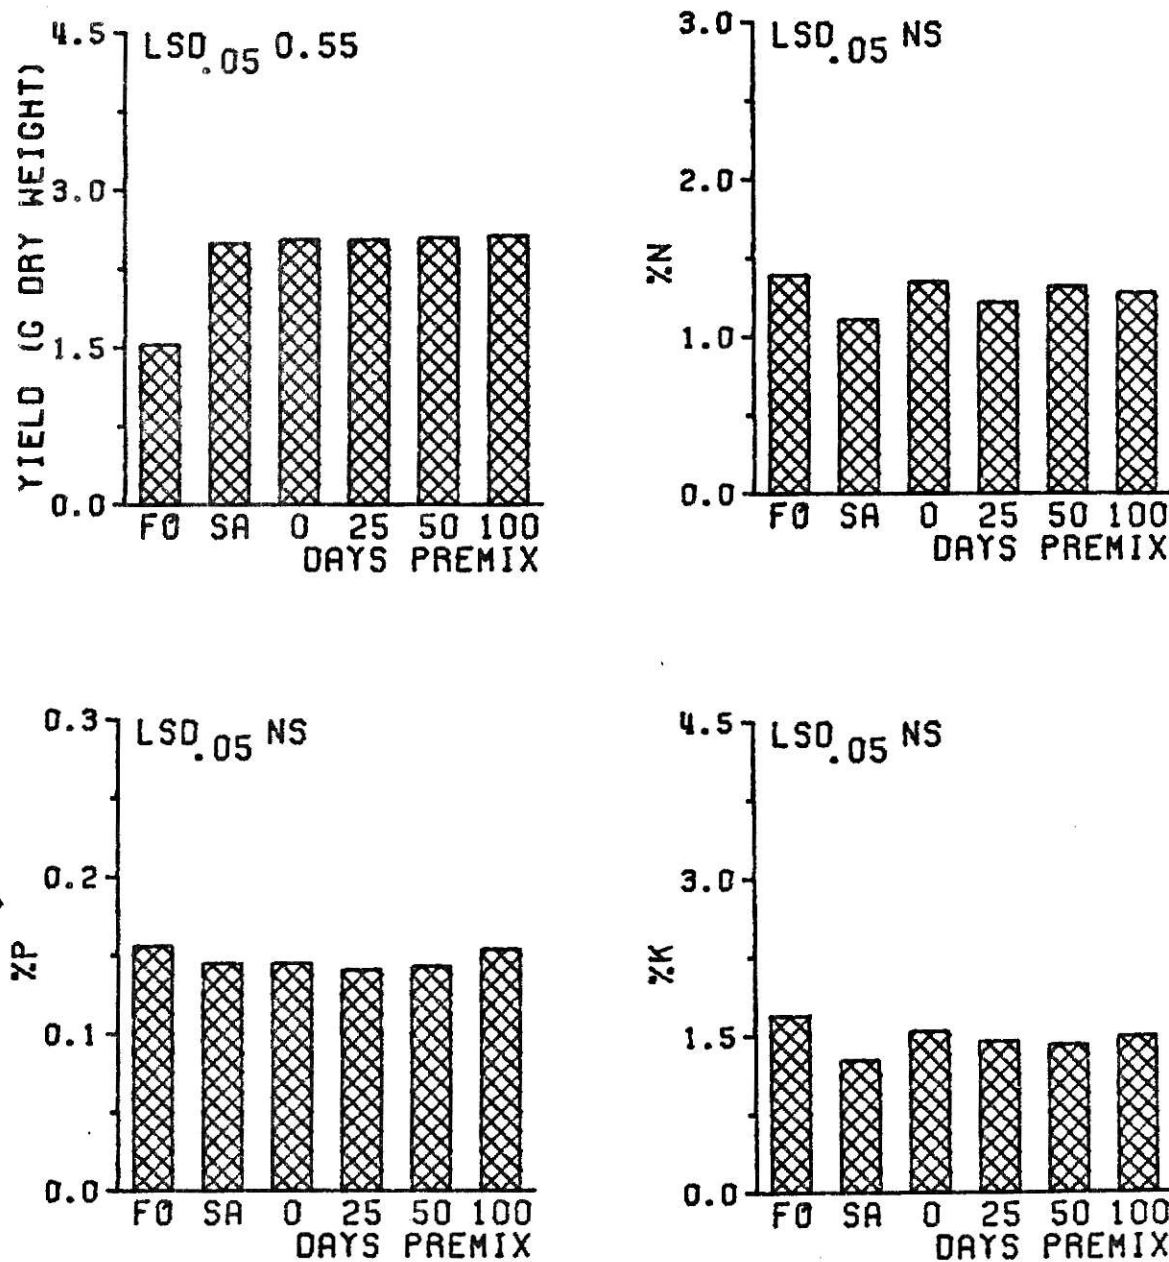 LSD.05 0.55
YIELD (G DRY WEIGHT)
4.5
3.0
1.5
0.0
FO SA 0 25 50 100
DAYS PREMIX
LSD.05 NS
%N
3.0
2.0
1.0
0.0
FO SA 0 25 50 100
DAYS PREMIX
LSD.05 NS
%P
0.3
0.2
0.1
0.0
FO SA 0 25 50 100
DAYS PREMIX
LSD.05 NS
%K
4.5
3.0
1.5
0.0
FO SA 0 25 50 100
DAYS PREMIX